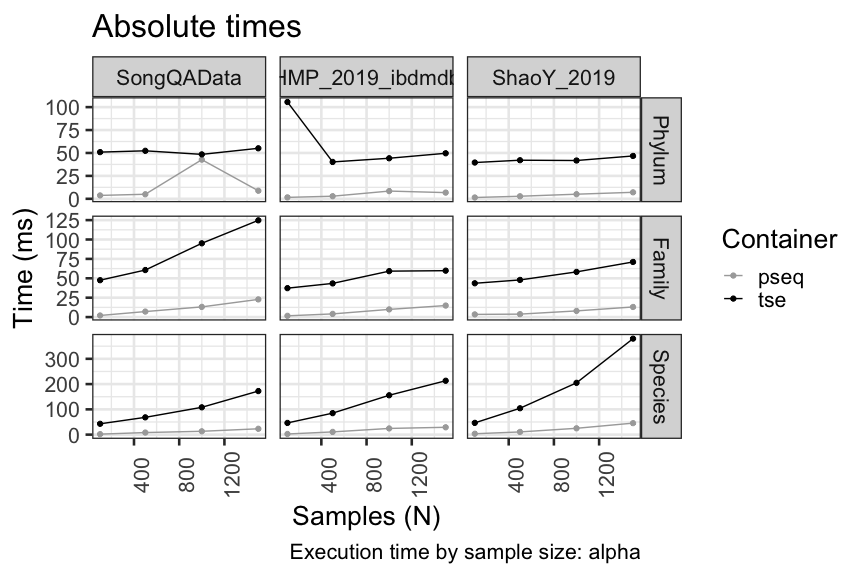 Absolute times
SongQAData HMP_2019_ibdmdb ShaoY_2019
100
75
50
25
0
Phylum
125
100
75
50
25
0
Family
300
200
100
0
Species
Time (ms)
400 800 1200 400 800 1200 400 800 1200
Samples (N)
Execution time by sample size: alpha
Container
pseq
tse